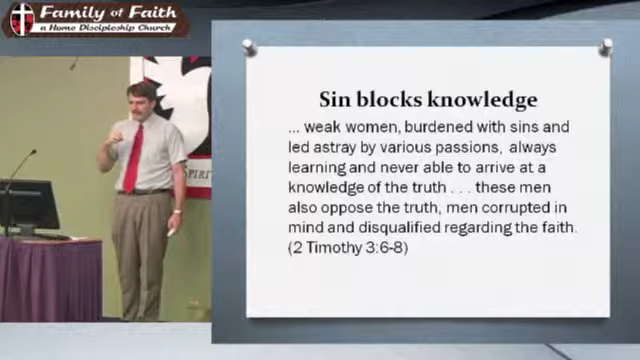 Family of Faith
a Home Discipleship Church
Sin blocks knowledge
... weak women, burdened with sins and
led astray by various passions, always
learning and never able to arrive at a
knowledge of the truth . . . these men
also oppose the truth, men corrupted in
mind and disqualified regarding the faith.
(2 Timothy 3:6-8)
SPIRIT